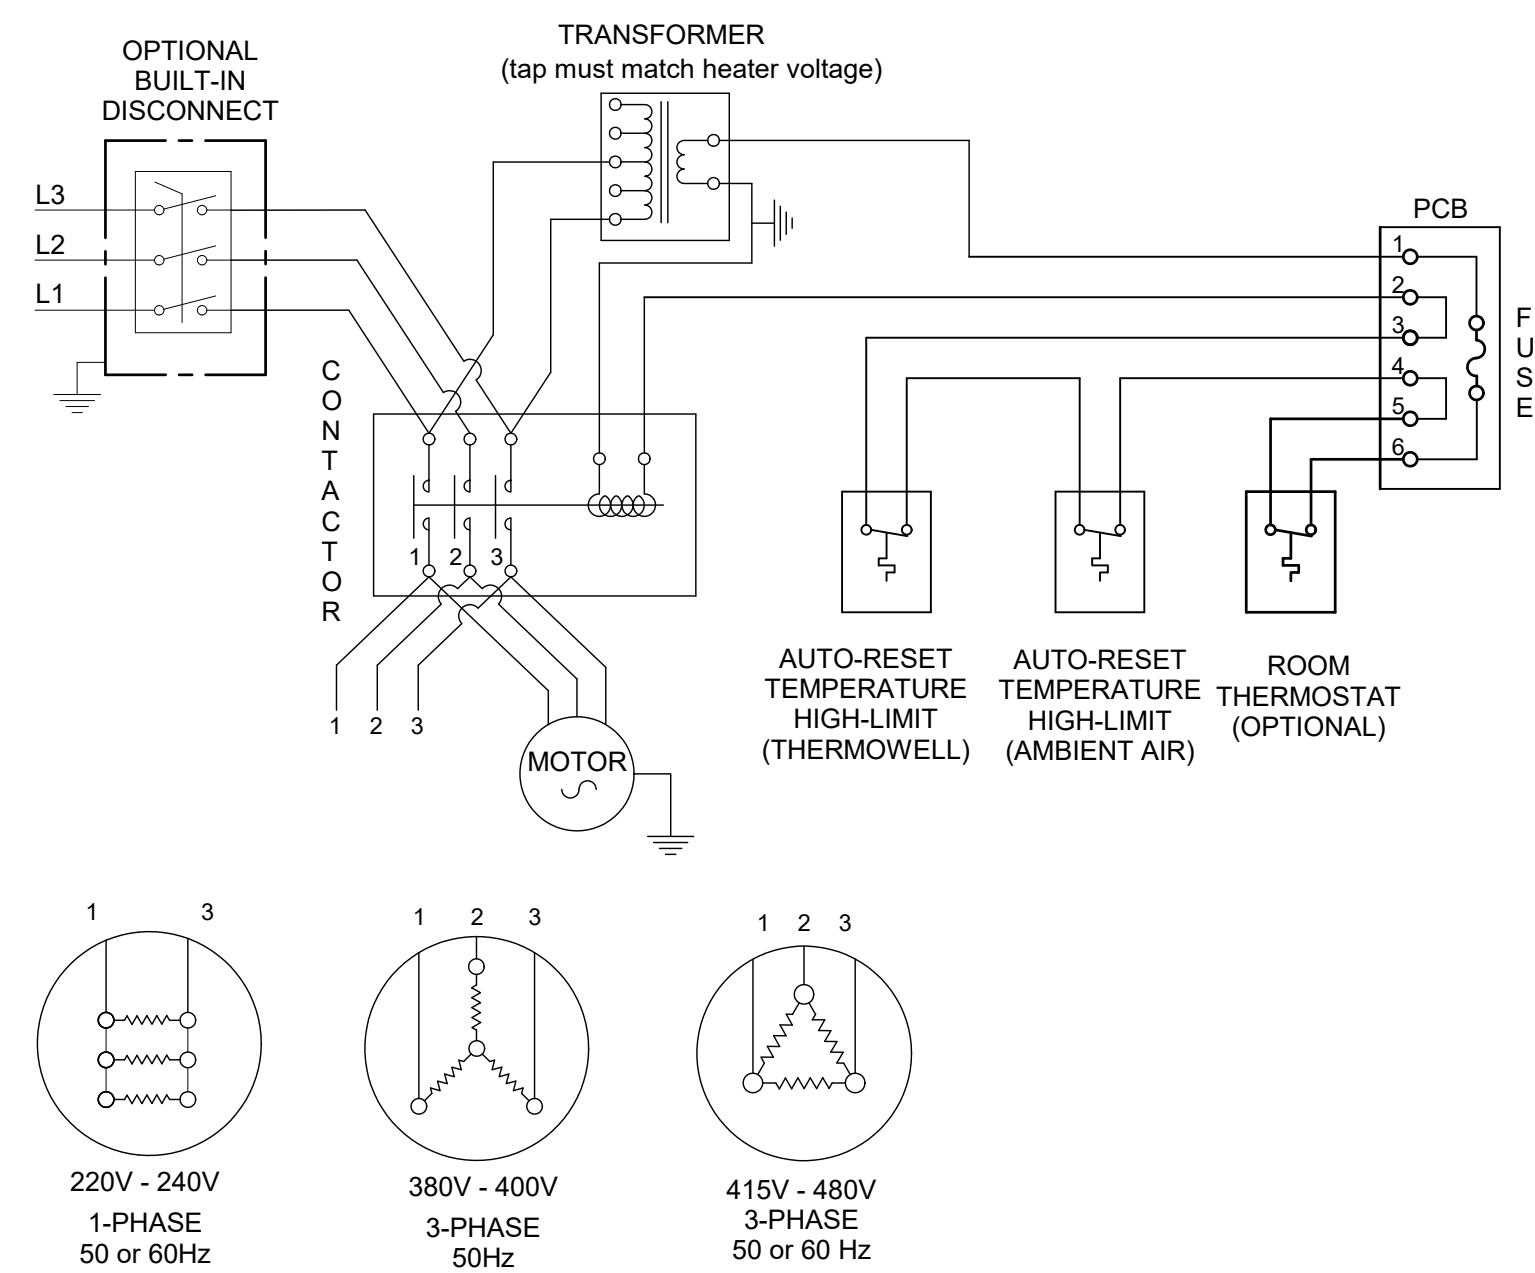 TRANSFORMER
(tap must match heater voltage)
OPTIONAL
BUILT-IN
DISCONNECT
L3
L2
L1
PCB
1
2
3
4
5
6
FUSE
CONTACTOR
1 2 3
1 2 3
MOTOR
AUTO-RESET
TEMPERATURE
HIGH-LIMIT
(THERMOWELL)
AUTO-RESET
TEMPERATURE
HIGH-LIMIT
(AMBIENT AIR)
ROOM
THERMOSTAT
(OPTIONAL)
1 3
220V - 240V
1-PHASE
50 or 60Hz
1 2 3
380V - 400V
3-PHASE
50Hz
1 2 3
415V - 480V
3-PHASE
50 or 60 Hz